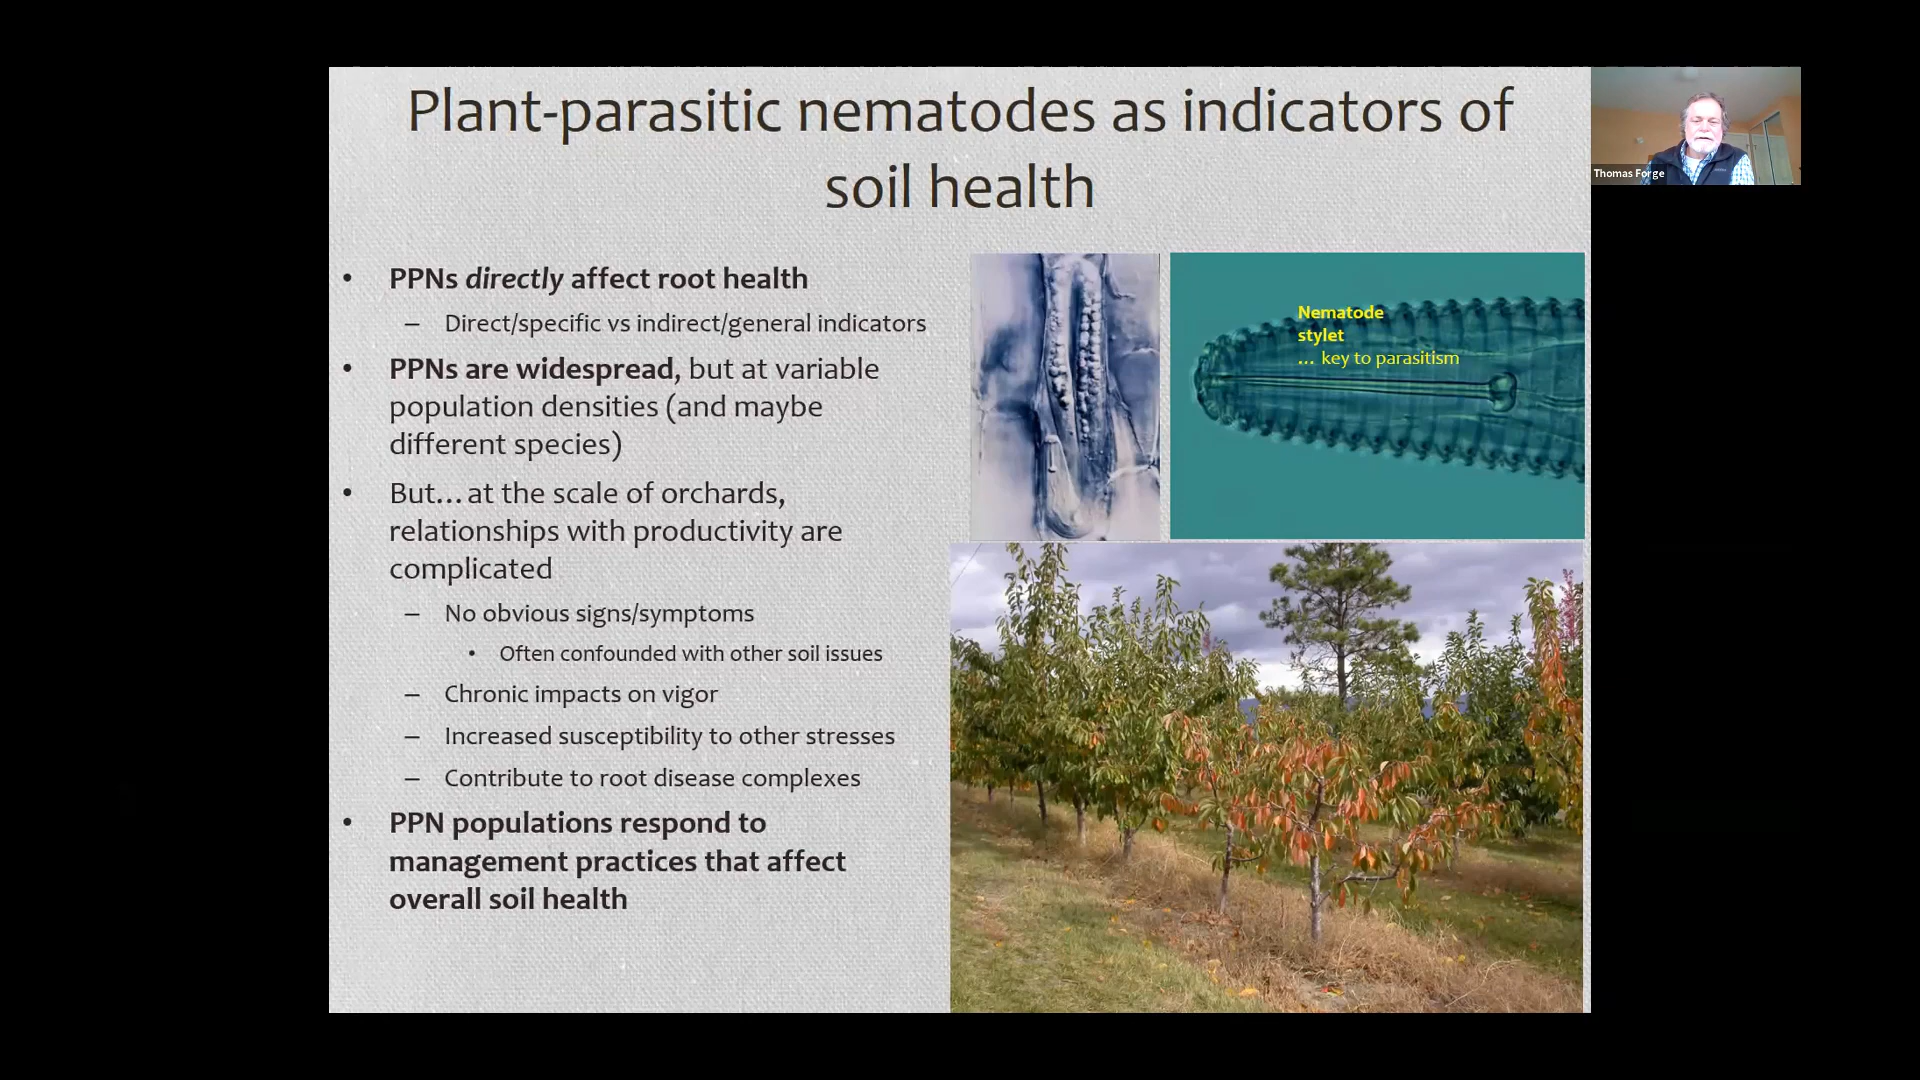 Plant-parasitic nematodes as indicators of
soil health
Thomas Forge
• PPNs directly affect root health
– Direct/specific vs indirect/general indicators
• PPNs are widespread, but at variable
population densities (and maybe
different species)
• But… at the scale of orchards,
relationships with productivity are
complicated
– No obvious signs/symptoms
• Often confounded with other soil issues
– Chronic impacts on vigor
– Increased susceptibility to other stresses
– Contribute to root disease complexes
• PPN populations respond to
management practices that affect
overall soil health
Nematode
stylet
… key to parasitism